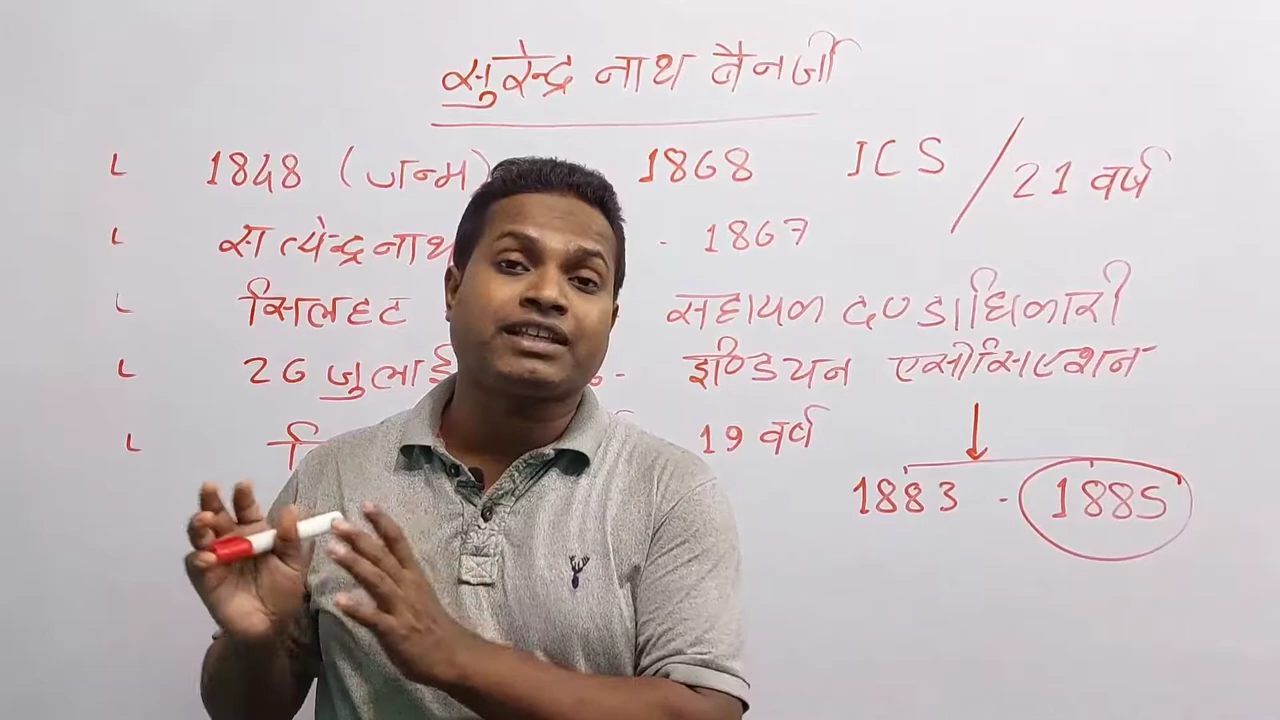 सुरेन्द्र नाथ बैनर्जी
1848 (जन्म) 1868 ICS / 21 वर्ष
सत्येन्द्रनाथ - 1867
सिलहट सहायक दण्डाधिकारी
26 जुलाई - इण्डियन एसोसिएशन
19 वर्ष
1883 - 1885